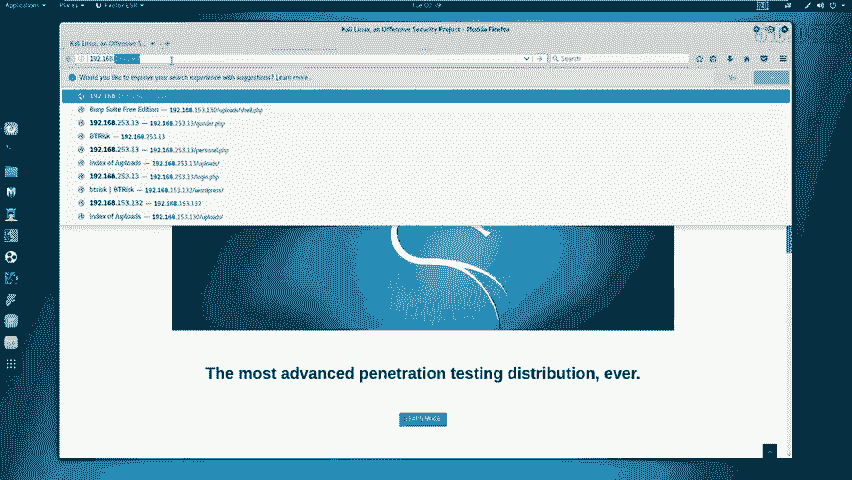 Applications Places Firefox ESR Tue 02
Kali Linux, an Offensive Security Project - Mozilla Firefox
Kali Linux, an Offensive S...
192.168
Search
Would you like to improve your search experience with suggestions? Learn more.
192.168
Burp Suite Free Edition — 192.168.153.130/uploads/shell.php
192.168.253.13 — 192.168.253.13/
BTRisk — 192.168.253.13
192.168.253.13 — 192.168.253.13/personel.php
Index of /uploads — 192.168.253.13/uploads/
192.168.253.13 — 192.168.253.13/login.php
btrisk | BTRisk — 192.168.153.132/wordpress/
192.168.153.132 — 192.168.153.132
Index of /uploads — 192.168.153.130/uploads/
The most advanced penetration testing distribution, ever.
LEARN MORE